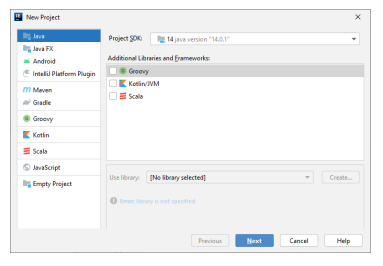 New Project
Java
Java FX
Android
IntelliJ Platform Plugin
Maven
Gradle
Groovy
Kotlin
Scala
JavaScript
Empty Project
Project SDK: 14 java version "14.0.1"
Additional Libraries and Frameworks:
Groovy
Kotlin/JVM
Scala
Use library: [No library selected] Create...
Error: library is not specified
Previous Next Cancel Help